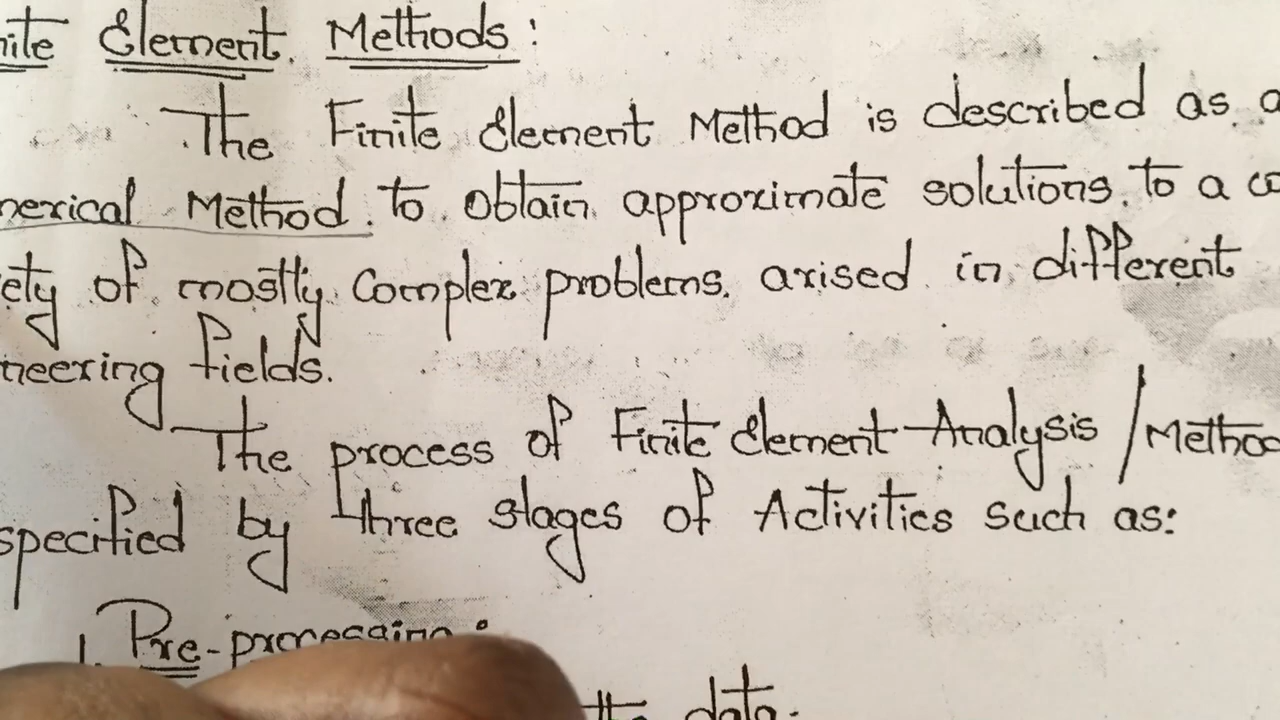 ite Element Methods:
The Finite Element Method is described as a
nerical Method to obtain approximate solutions to a
ety of mostly Complex problems arised in different
neering fields.
The process of Finite Element Analysis / Method
specified by three stages of Activities such as:
1. Pre-processing:
the data.